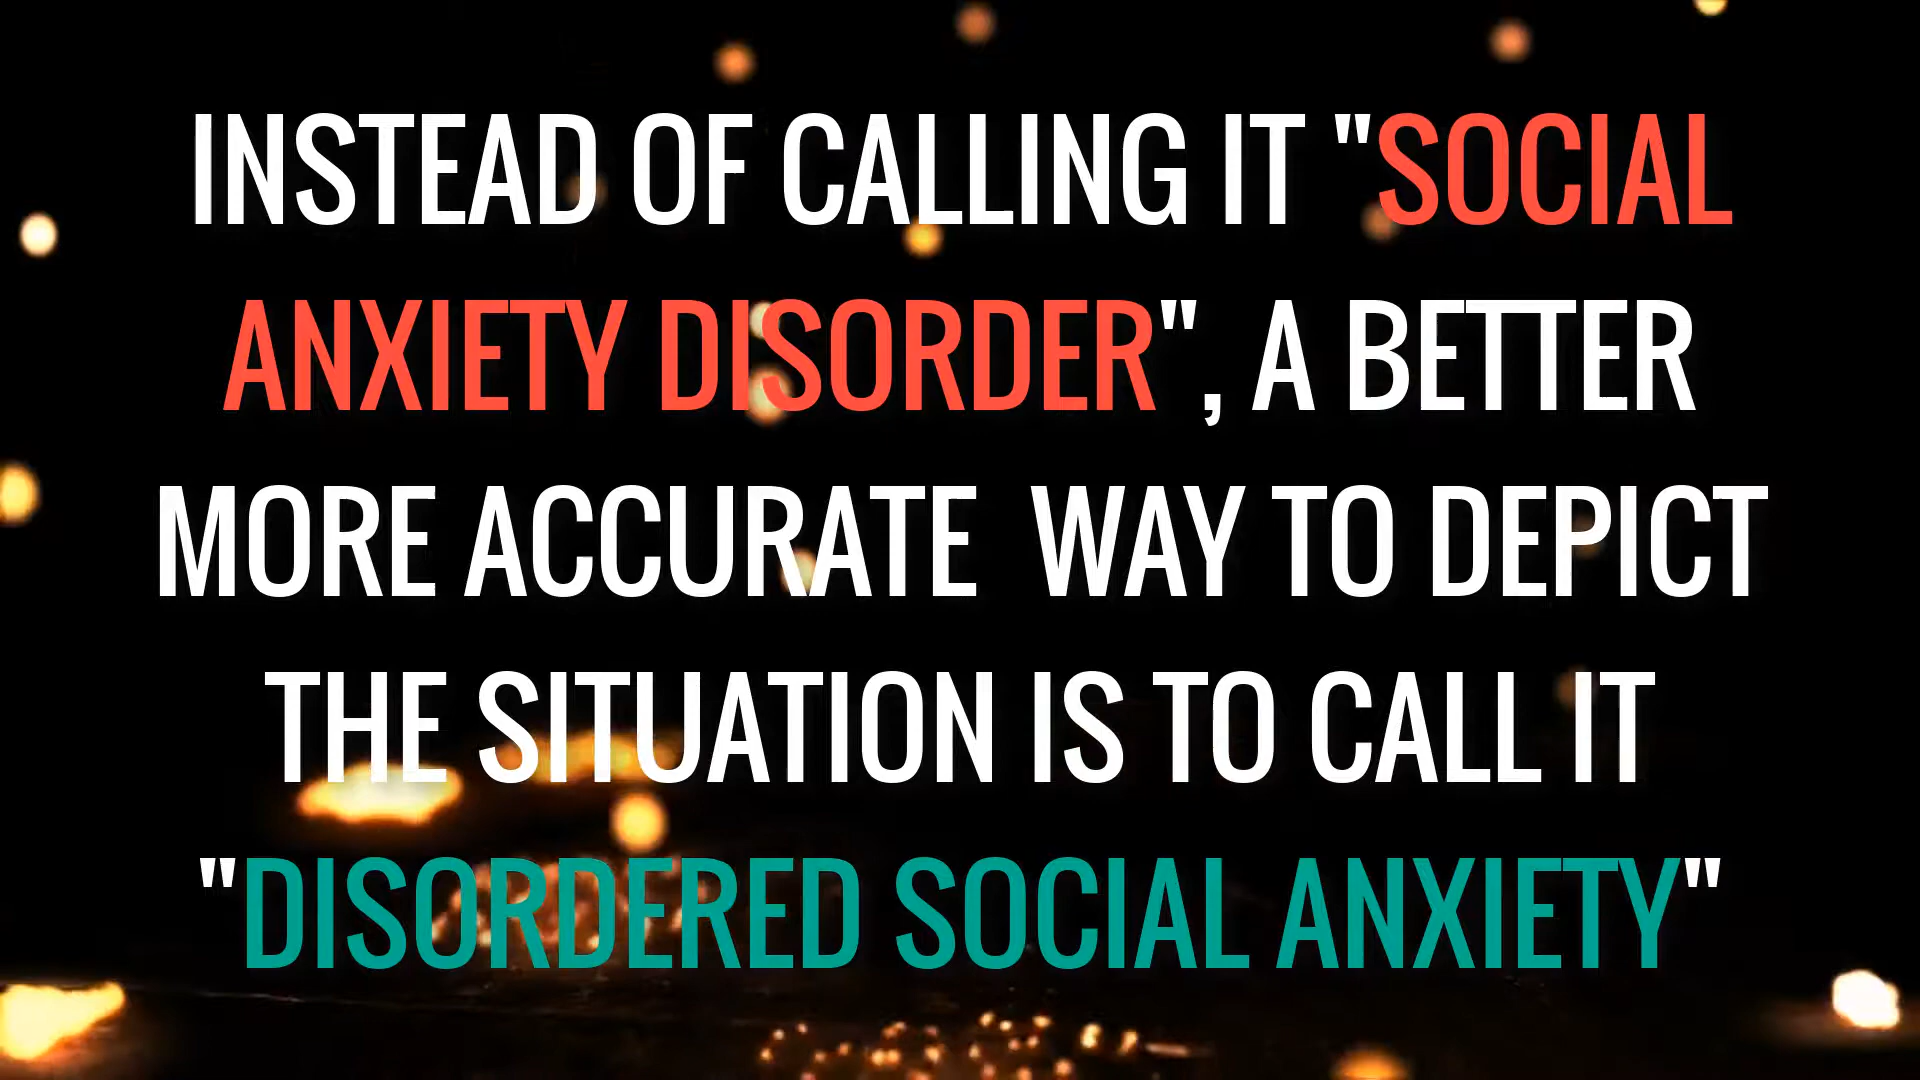 INSTEAD OF CALLING IT "SOCIAL
ANXIETY DISORDER", A BETTER
MORE ACCURATE  WAY TO DEPICT
THE SITUATION IS TO CALL IT
"DISORDERED SOCIAL ANXIETY"